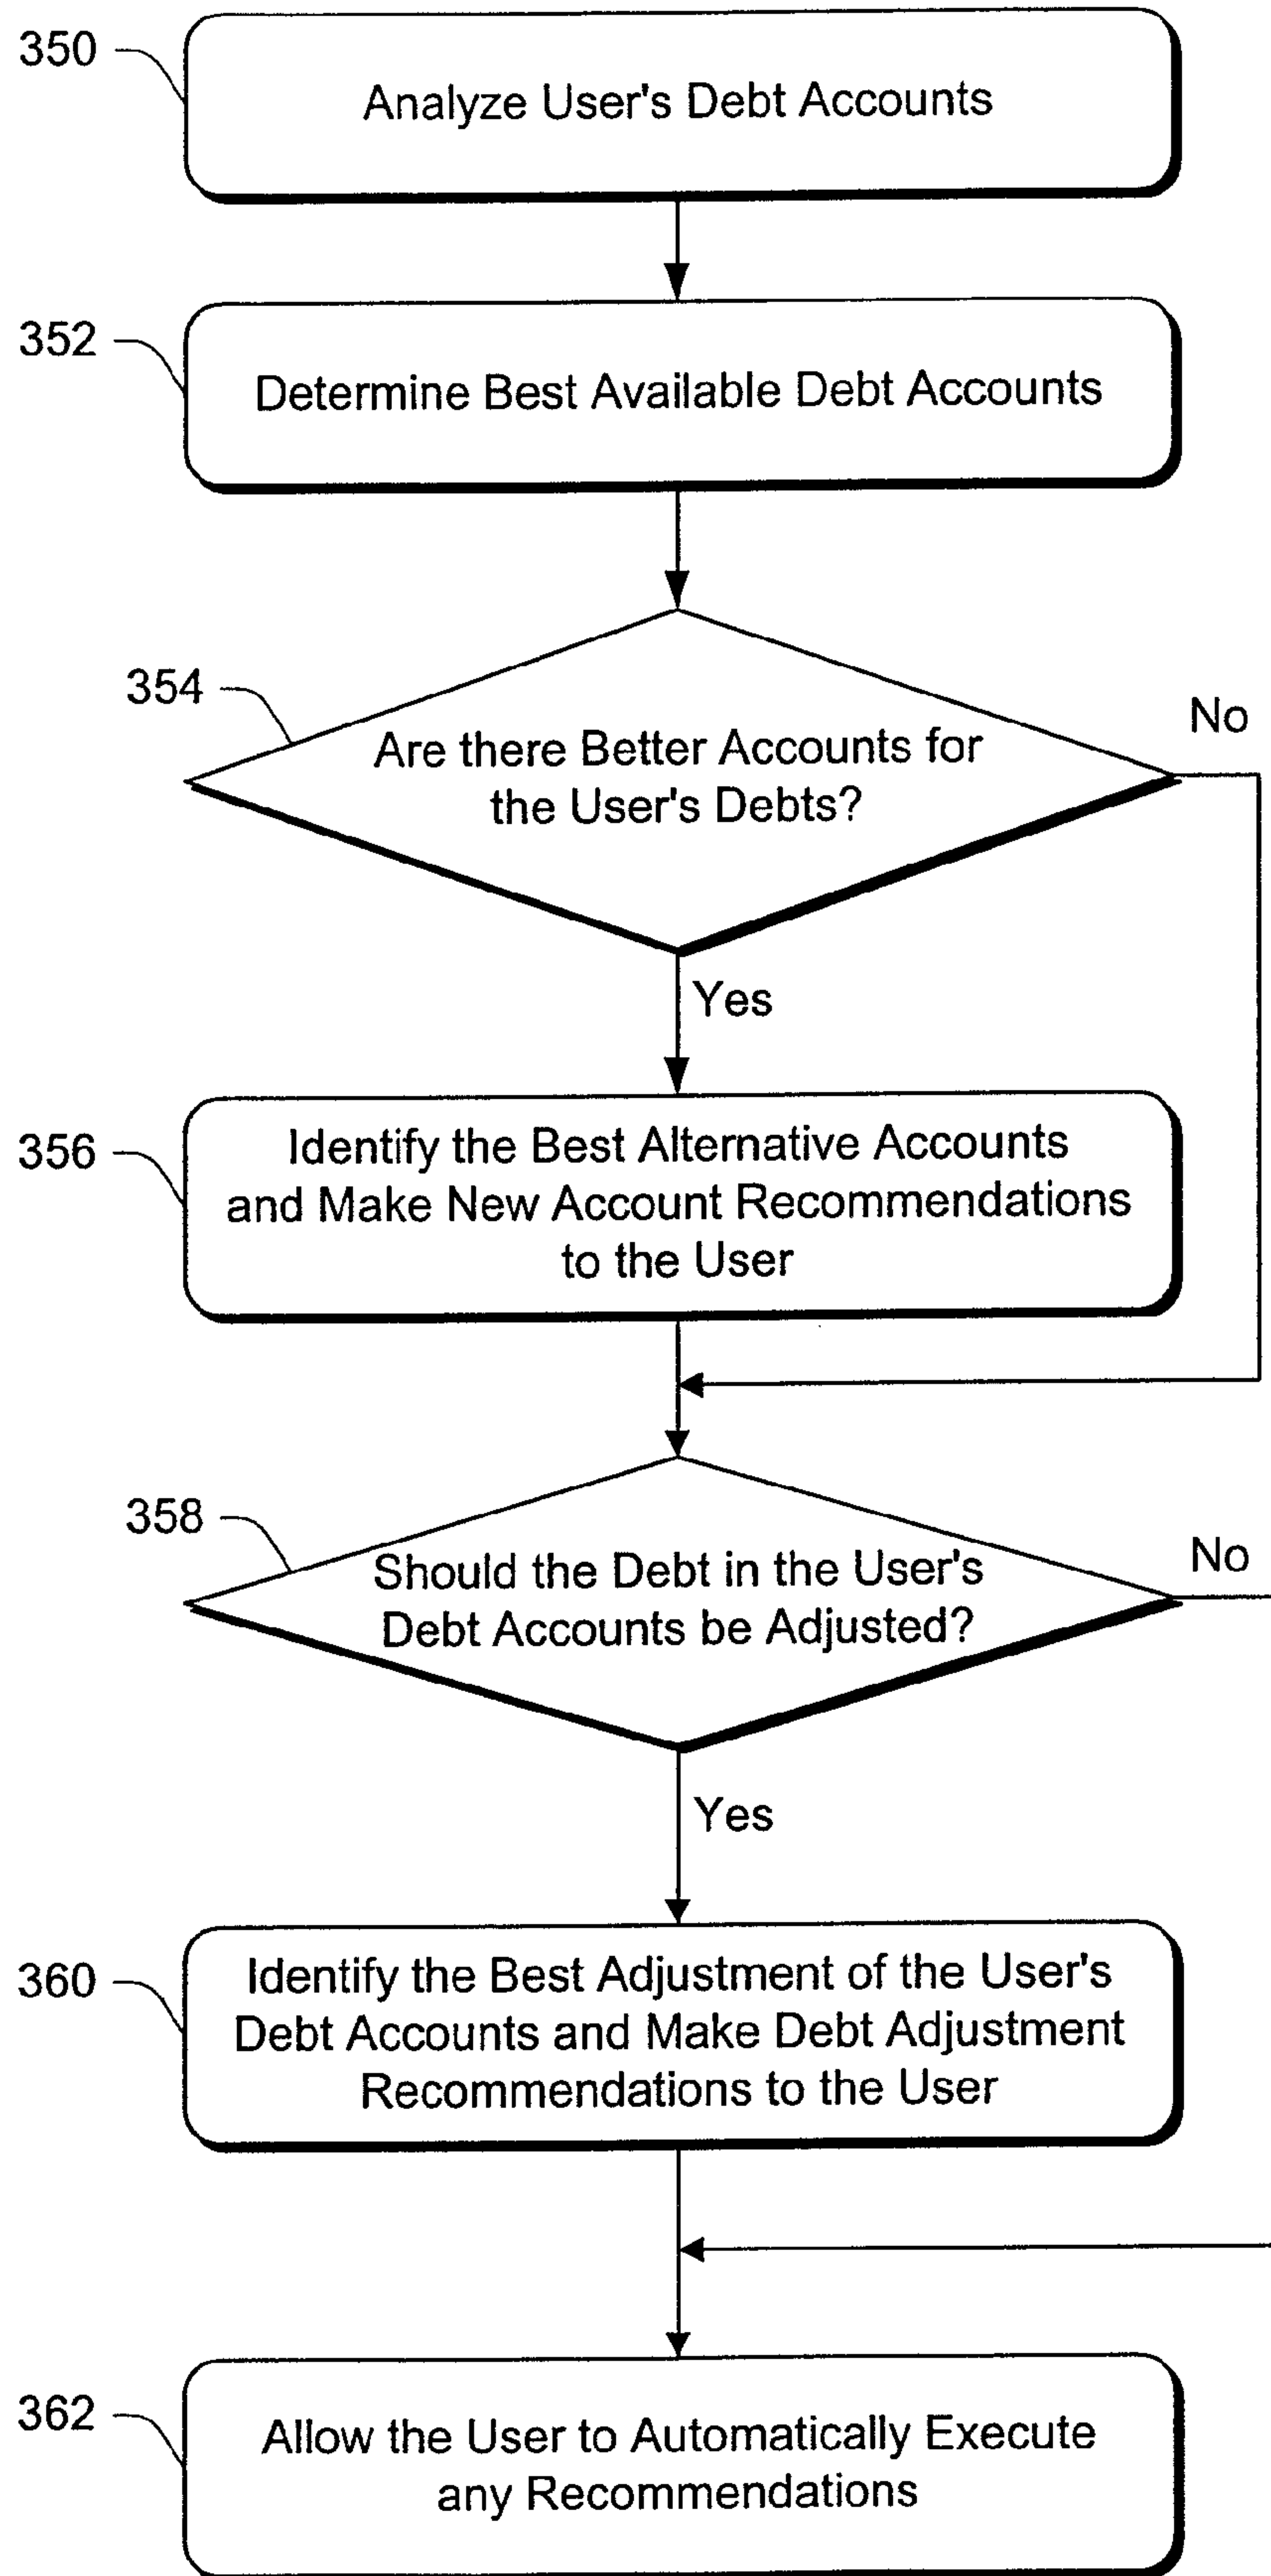 350
Analyze User's Debt Accounts
352
Determine Best Available Debt Accounts
354
Are there Better Accounts for
the User's Debts?
No
Yes
356
Identify the Best Alternative Accounts
and Make New Account Recommendations
to the User
358
Should the Debt in the User's
Debt Accounts be Adjusted?
No
Yes
360
Identify the Best Adjustment of the User's
Debt Accounts and Make Debt Adjustment
Recommendations to the User
362
Allow the User to Automatically Execute
any Recommendations